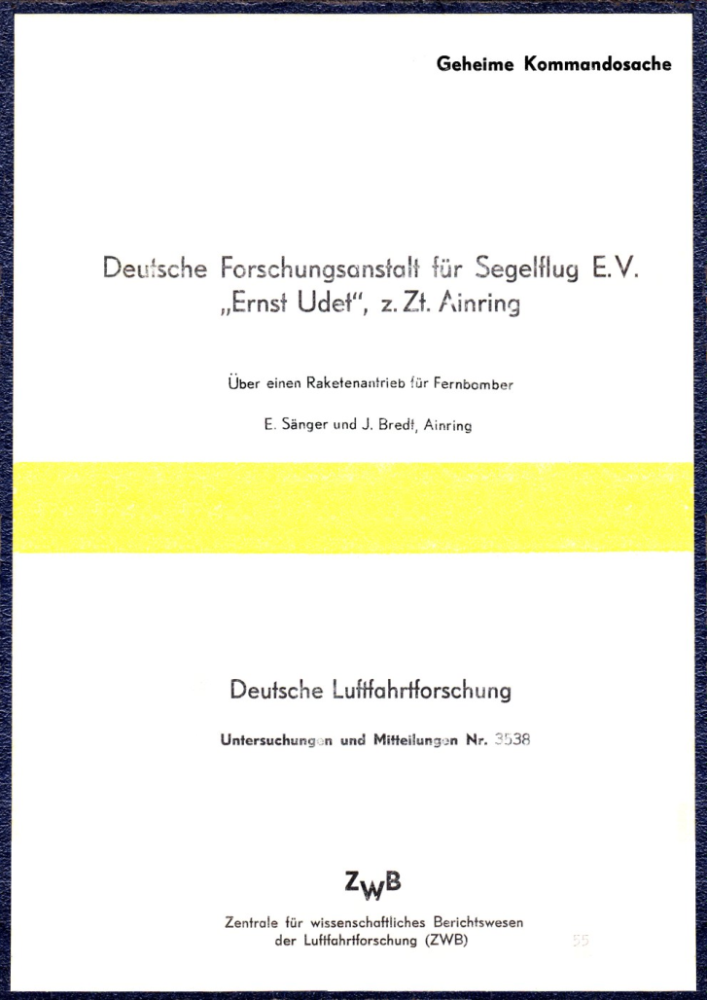 Geheime Kommandosache
Deutsche Forschungsanstalt für Segelflug E.V.
„Ernst Udet“, z. Zt. Ainring
Über einen Raketenantrieb für Fernbomber
E. Sänger und J. Bredt, Ainring
Deutsche Luftfahrtforschung
Untersuchungen und Mitteilungen Nr. 3538
ZWB
Zentrale für wissenschaftliches Berichtswesen
der Luftfahrtforschung (ZWB)
55